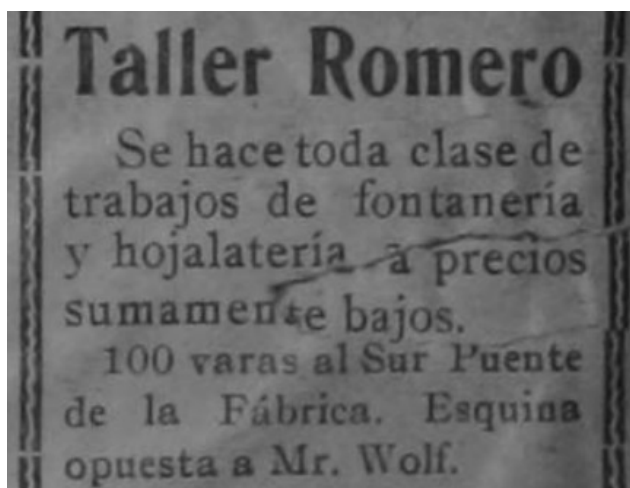 Taller Romero
Se hace toda clase de
trabajos de fontanería
y hojalatería a precios
sumamente bajos.
100 varas al Sur Puente
de la Fábrica. Esquina
opuesta a Mr. Wolf.